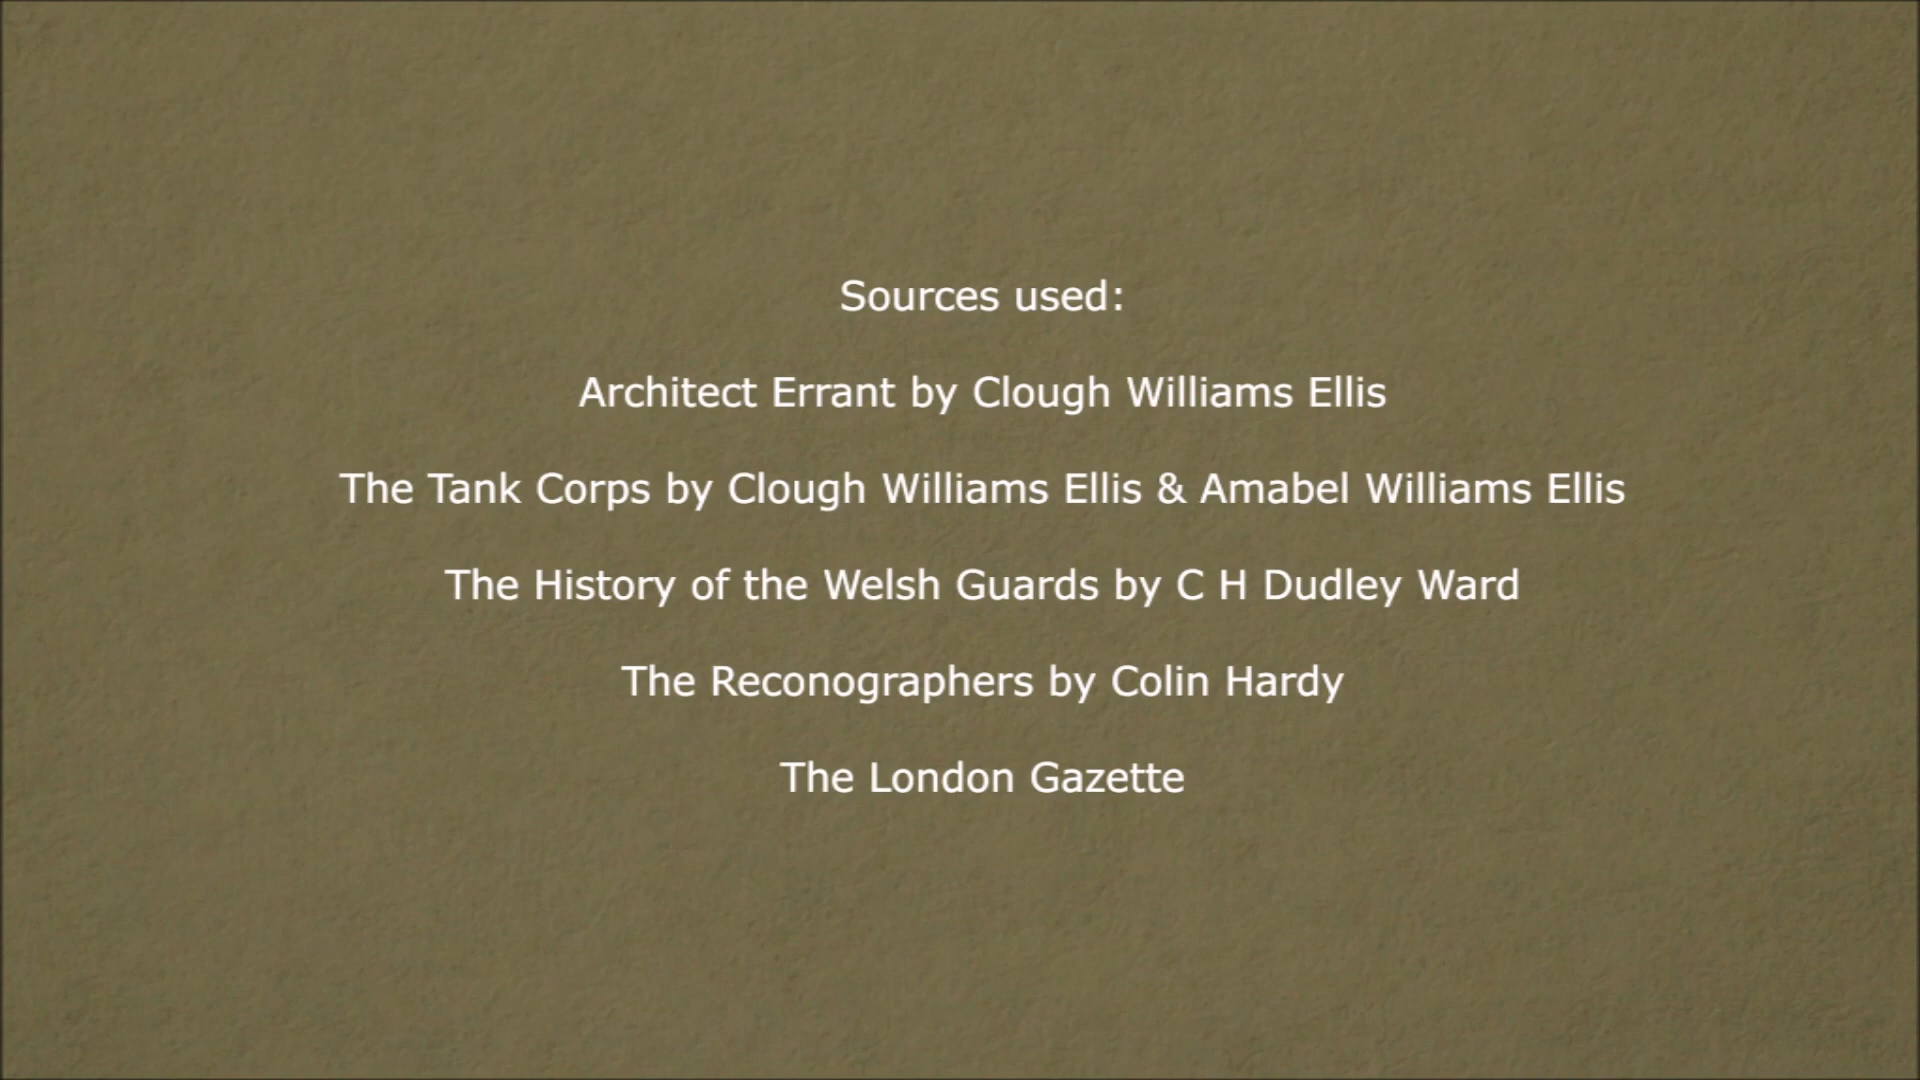 Sources used:
Architect Errant by Clough Williams Ellis
The Tank Corps by Clough Williams Ellis & Amabel Williams Ellis
The History of the Welsh Guards by C H Dudley Ward
The Reconographers by Colin Hardy
The London Gazette